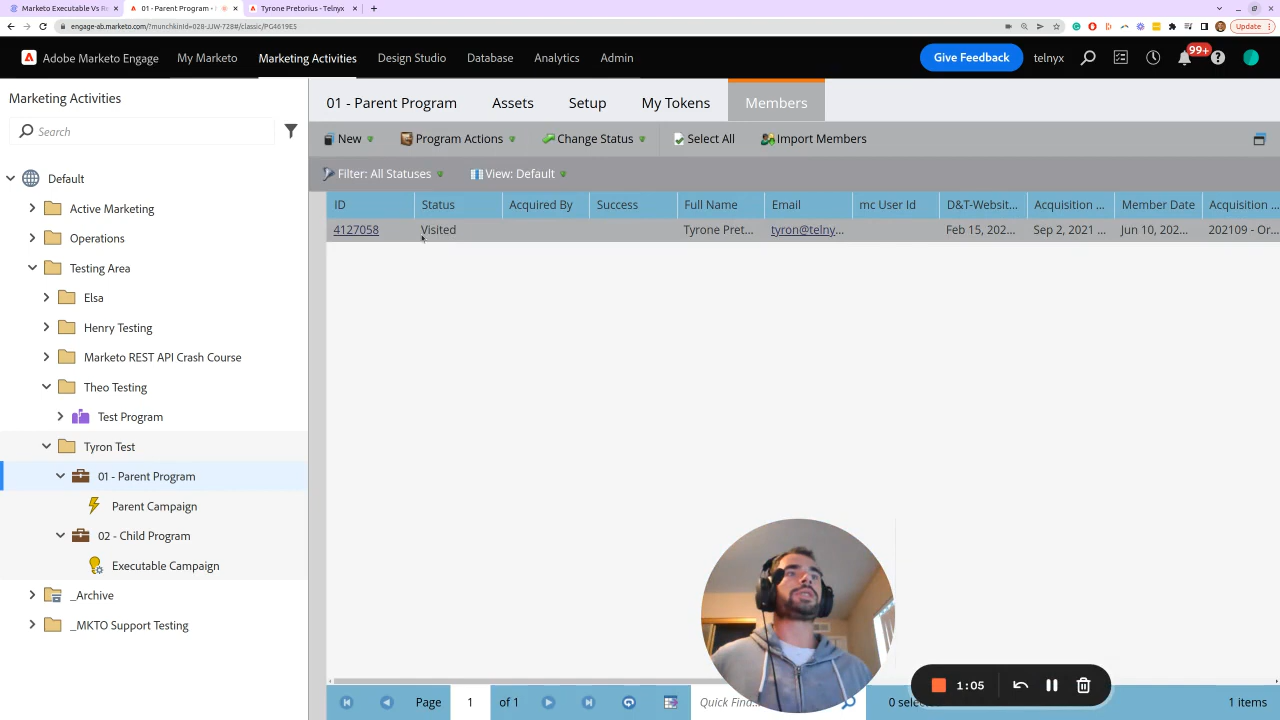 Marketo Executable Vs Re
01 - Parent Program -
Tyrone Pretorius - Telnyx
engage-ab.marketo.com/?munchkinId=028-JJW-728#/classic/PG4619E5
Update
Adobe Marketo Engage
My Marketo
Marketing Activities
Design Studio
Database
Analytics
Admin
Give Feedback
telnyx
99+
Marketing Activities
Search
Default
Active Marketing
Operations
Testing Area
Elsa
Henry Testing
Marketo REST API Crash Course
Theo Testing
Test Program
Tyron Test
01 - Parent Program
Parent Campaign
02 - Child Program
Executable Campaign
_Archive
_MKTO Support Testing
01 - Parent Program
Assets
Setup
My Tokens
Members
New
Program Actions
Change Status
Select All
Import Members
Filter: All Statuses
View: Default
ID Status Acquired By Success Full Name Email mc User Id D&T-Websit... Acquisition ... Member Date Acquisition ...
4127058 Visited Tyrone Pret... tyron@telny... Feb 15, 202... Sep 2, 2021 ... Jun 10, 202... 202109 - Or...
Page 1 of 1
Quick Find...
0 sele
1 items
1:05